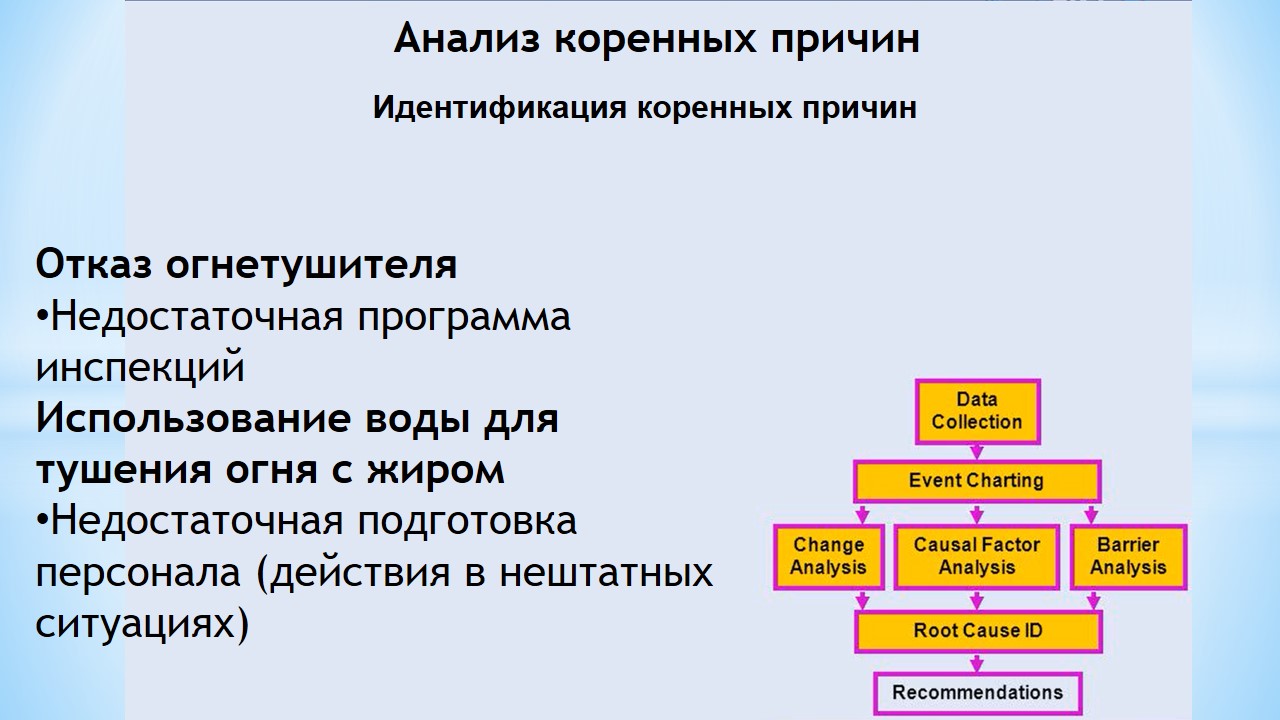 Анализ коренных причин
Идентификация коренных причин
Отказ огнетушителя
•Недостаточная программа
инспекций
Использование воды для
тушения огня с жиром
•Недостаточная подготовка
персонала (действия в нештатных
ситуациях)
Data
Collection
Event Charting
Change
Analysis
Causal Factor
Analysis
Barrier
Analysis
Root Cause ID
Recommendations